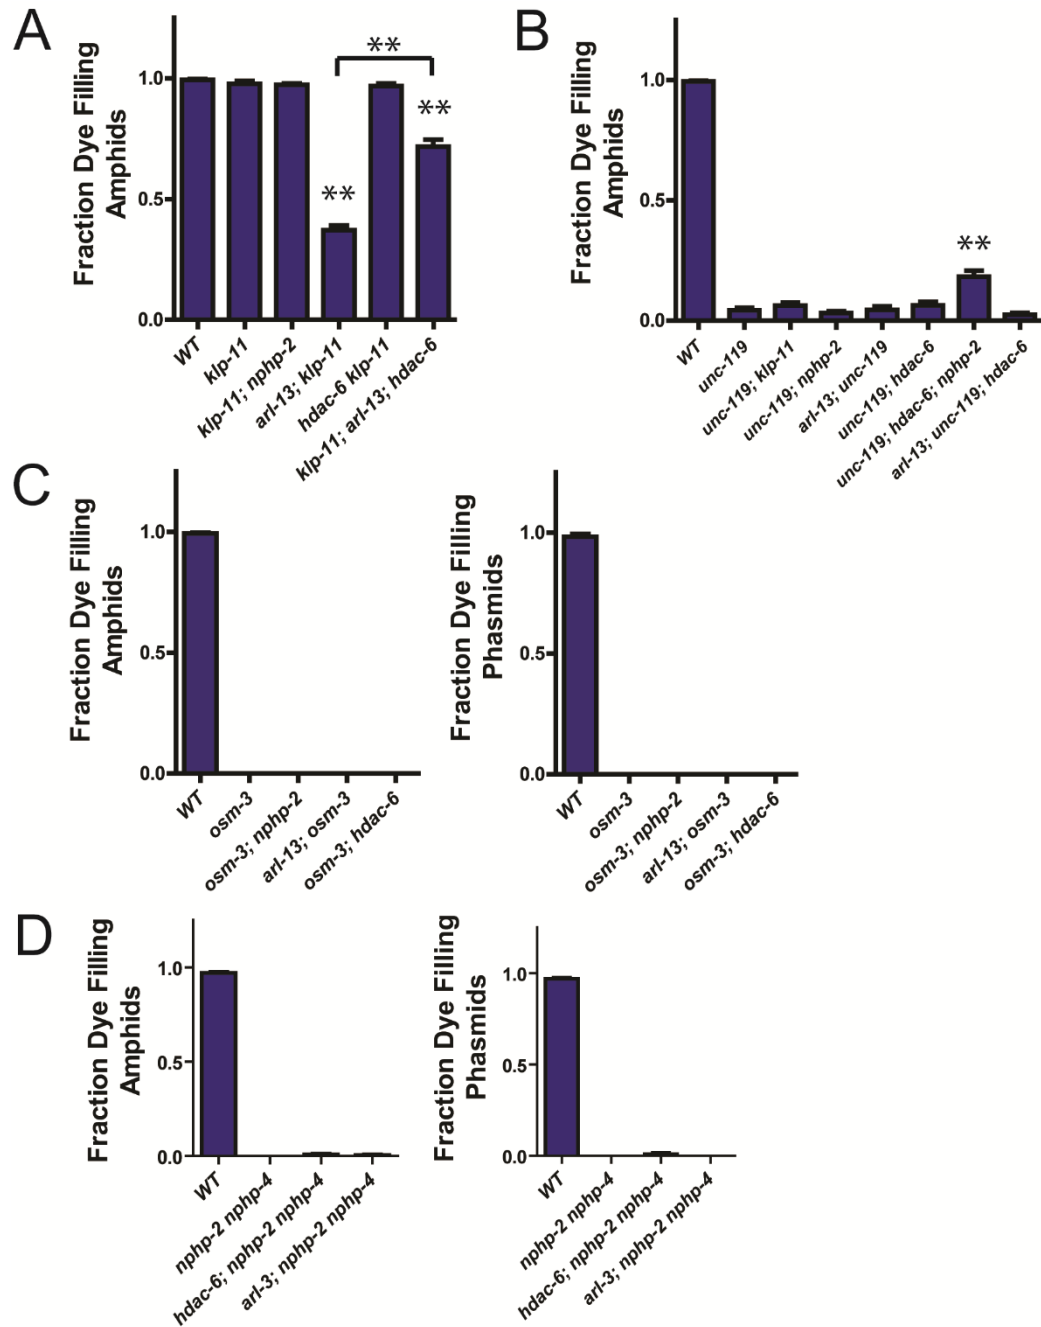 A
Fraction Dye Filling
Amphids
1.0
0.5
0.0
**
**
**
WT
klp-11
klp-11; nphp-2
arl-13; klp-11
hdac-6 klp-11
klp-11; arl-13; hdac-6
B
Fraction Dye Filling
Amphids
1.0
0.5
0.0
**
WT
unc-119
unc-119; klp-11
unc-119; nphp-2
arl-13; unc-119
unc-119; hdac-6
unc-119; hdac-6; nphp-2
arl-13; unc-119; hdac-6
C
Fraction Dye Filling
Amphids
1.0
0.5
0.0
WT
osm-3
osm-3; nphp-2
arl-13; osm-3
osm-3; hdac-6
Fraction Dye Filling
Phasmids
1.0
0.5
0.0
WT
osm-3
osm-3; nphp-2
arl-13; osm-3
osm-3; hdac-6
D
Fraction Dye Filling
Amphids
1.0
0.5
0.0
WT
nphp-2 nphp-4
hdac-6; nphp-2 nphp-4
arl-3; nphp-2 nphp-4
Fraction Dye Filling
Phasmids
1.0
0.5
0.0
WT
nphp-2 nphp-4
hdac-6; nphp-2 nphp-4
arl-3; nphp-2 nphp-4